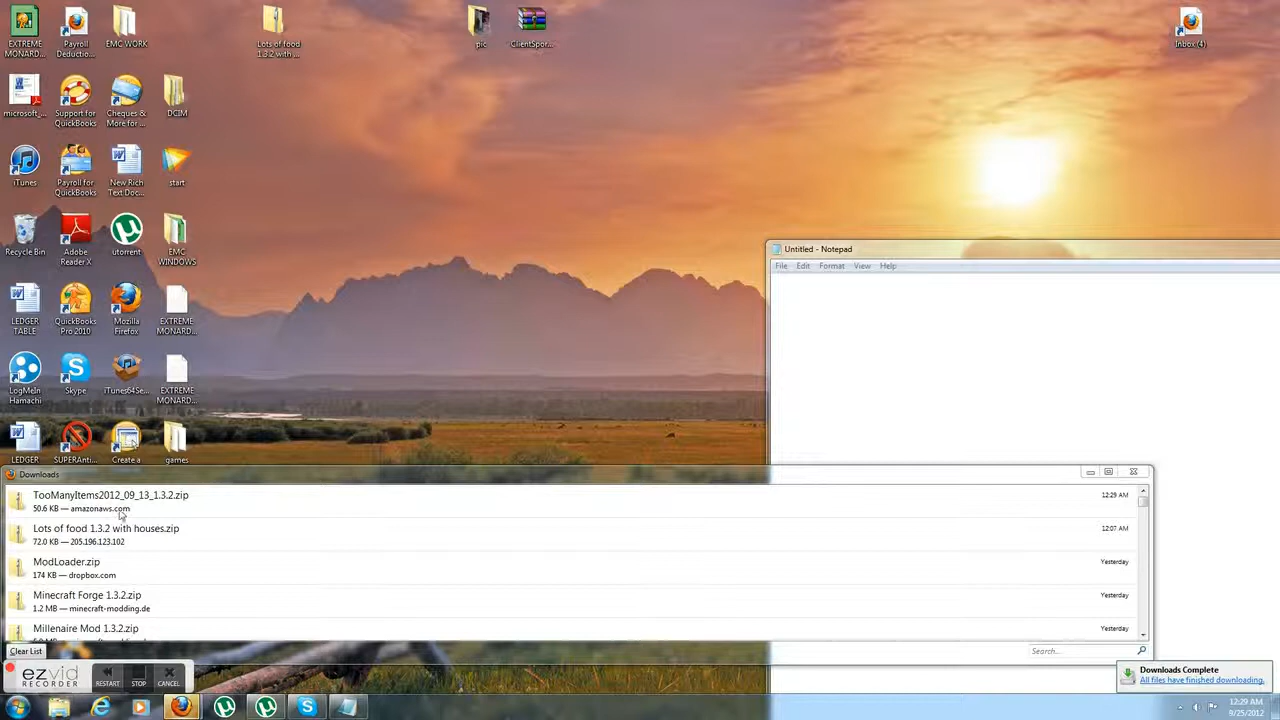 EXTREME MONARD...
Payroll Deductio...
EMC WORK
Lots of food 1.3.2 with ...
pic
ClientSpor...
Inbox (4)
microsoft_...
Support for QuickBooks
Cheques & More for ...
DCIM
iTunes
Payroll for QuickBooks
New Rich Text Doc...
start
Recycle Bin
Adobe Reader X
utorrent
EMC WINDOWS
Untitled - Notepad
File Edit Format View Help
LEDGER TABLE
QuickBooks Pro 2010
Mozilla Firefox
EXTREME MONARD...
LogMeIn Hamachi
Skype
iTunes64Se...
EXTREME MONARD...
LEDGER
SUPERAnti...
Create a
games
Downloads
TooManyItems2012_09_13_1.3.2.zip
12:29 AM
50.6 KB — amazonaws.com
Lots of food 1.3.2 with houses.zip
12:07 AM
72.0 KB — 205.196.123.102
ModLoader.zip
Yesterday
174 KB — dropbox.com
Minecraft Forge 1.3.2.zip
Yesterday
1.2 MB — minecraft-modding.de
Millenaire Mod 1.3.2.zip
Yesterday
Clear List
Search...
ezvid
RECORDER
RESTART
STOP
CANCEL
Downloads Complete
All files have finished downloading.
12:29 AM
9/25/2012